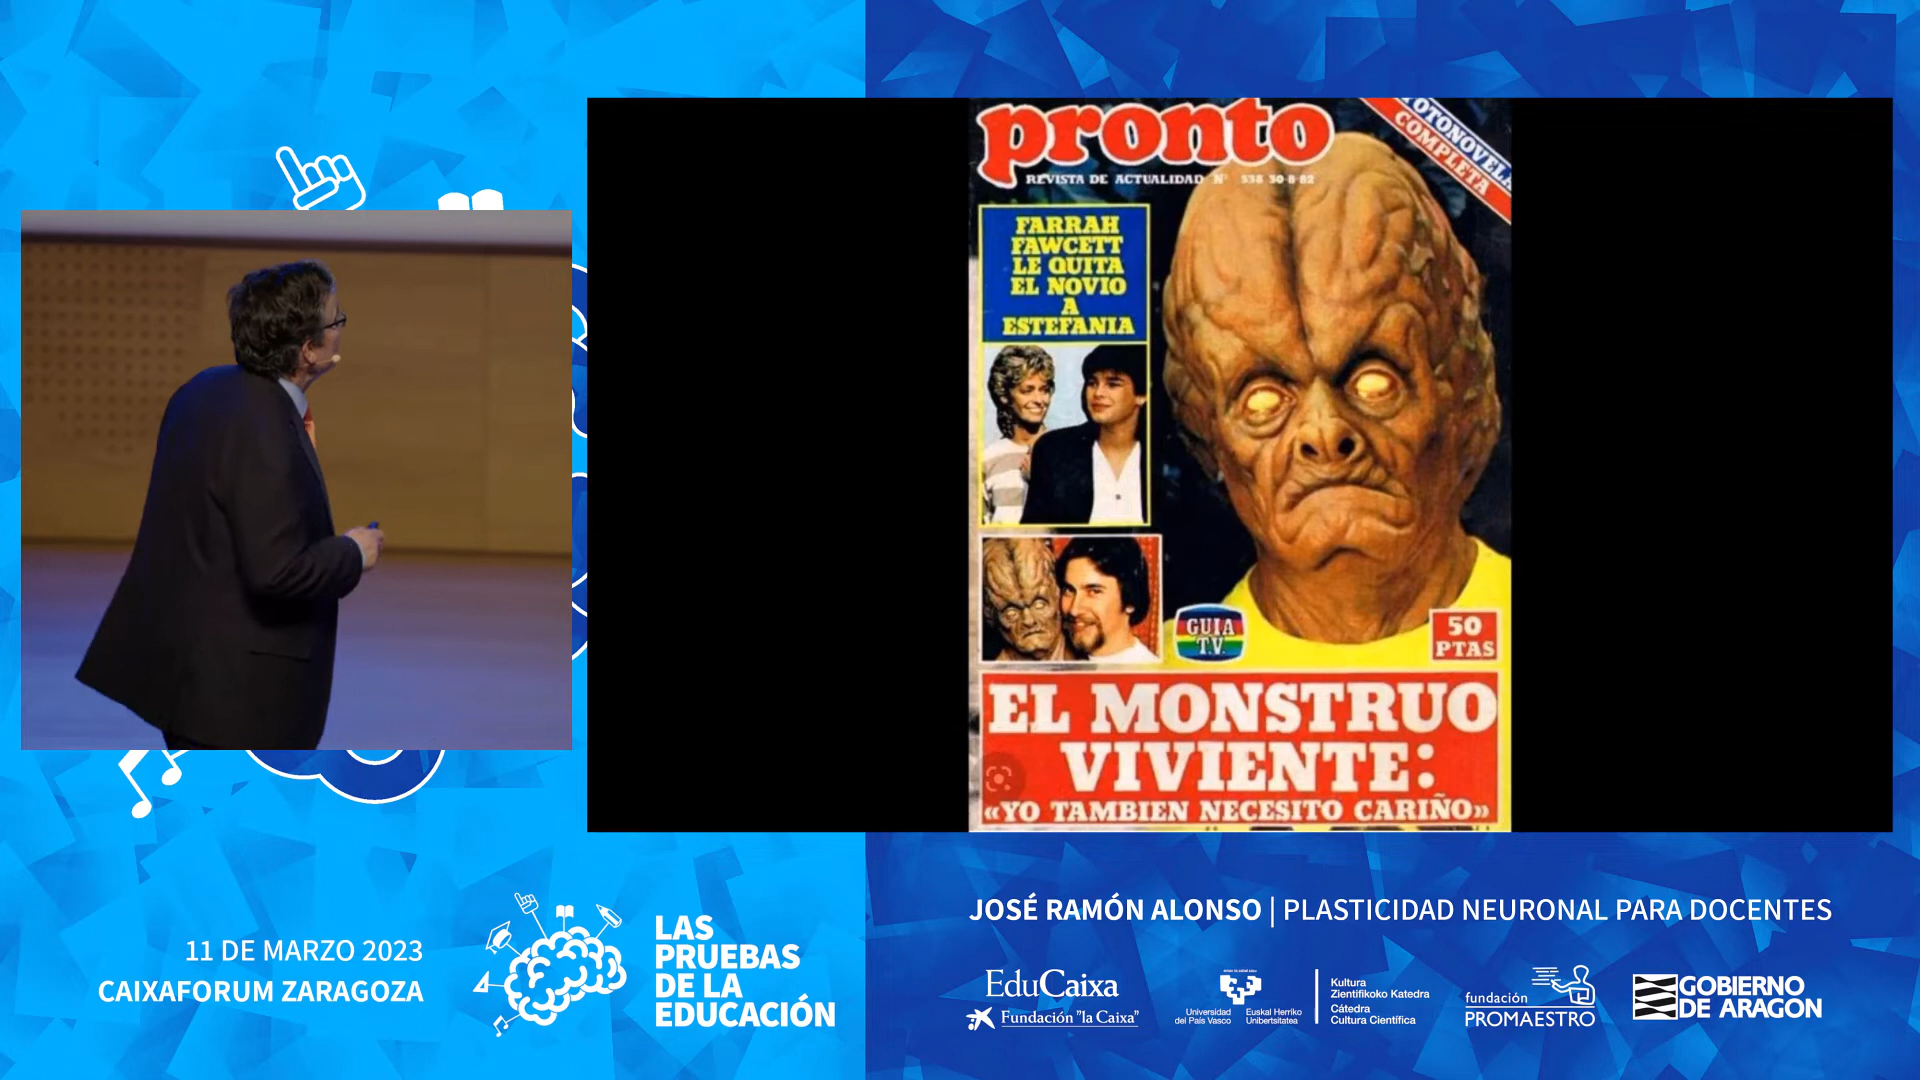 pronto
REVISTA DE ACTUALIDAD Nº 538 30-8-82
FOTONOVELA
COMPLETA
FARRAH
FAWCETT
LE QUITA
EL NOVIO
A
ESTEFANIA
GUIA
T.V.
50
PTAS
EL MONSTRUO
VIVIENTE:
«YO TAMBIEN NECESITO CARIÑO»
JOSÉ RAMÓN ALONSO | PLASTICIDAD NEURONAL PARA DOCENTES
11 DE MARZO 2023
CAIXAFORUM ZARAGOZA
LAS
PRUEBAS
DE LA
EDUCACIÓN
EduCaixa
Fundación "la Caixa"
Universidad
del País Vasco
Euskal Herriko
Unibertsitatea
Kultura
Zientifikoko Katedra
Cátedra
Cultura Científica
fundación
PROMAESTRO
GOBIERNO
DE ARAGON